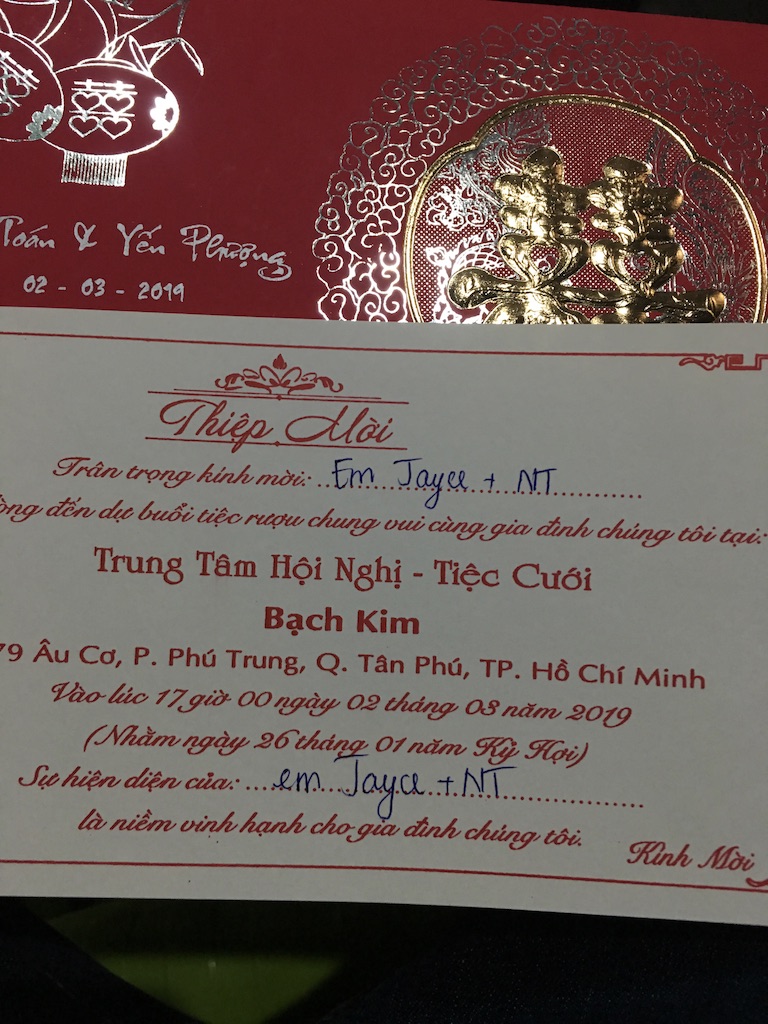 Toán & Yến Phượng
02 - 03 - 2019
Thiệp Mời
Trân trọng kính mời: Em Jayce + NT
đến dự buổi tiệc rượu chung vui cùng gia đình chúng tôi tại:
Trung Tâm Hội Nghị - Tiệc Cưới
Bạch Kim
79 Âu Cơ, P. Phú Trung, Q. Tân Phú, TP. Hồ Chí Minh
Vào lúc 17 giờ 00 ngày 02 tháng 03 năm 2019
(Nhằm ngày 26 tháng 01 năm Kỷ Hợi)
Sự hiện diện của: em Jayce + NT
là niềm vinh hạnh cho gia đình chúng tôi.
Kính Mời